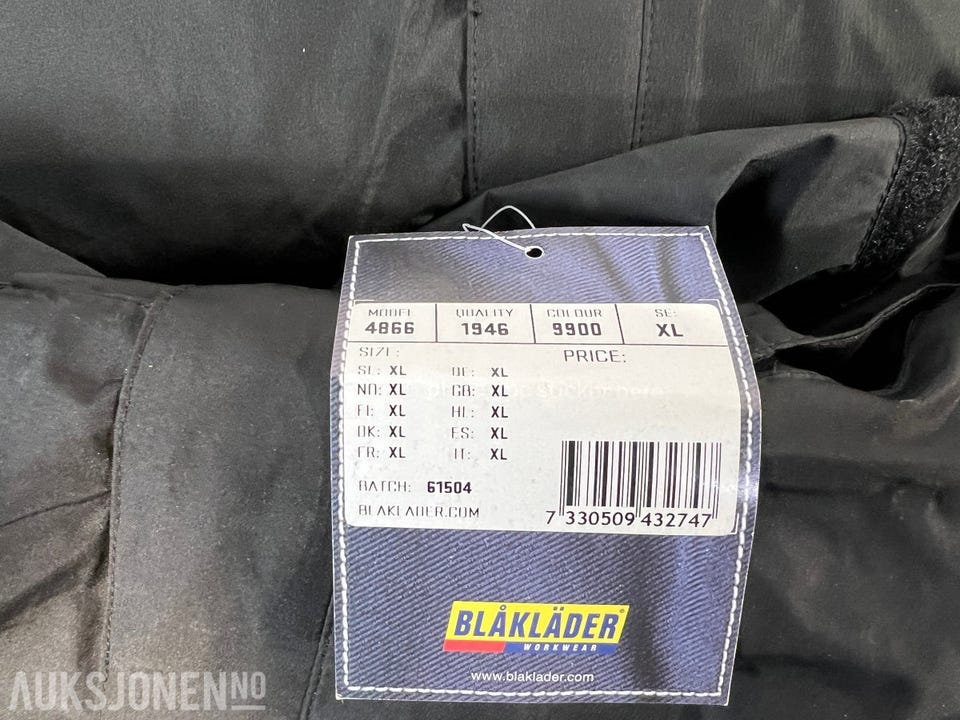 MODEL QUALITY COLOUR SE:
4866 1946 9900 XL
SIZE: PRICE:
SE: XL DE: XL
NO: XL GB: XL
FI: XL NL: XL
DK: XL ES: XL
FR: XL IT: XL
BATCH: 61504
BLAKLADER.COM
7 330509 432747
BLÅKLÄDER
WORKWEAR
www.blaklader.com
AUKSJONEN NO